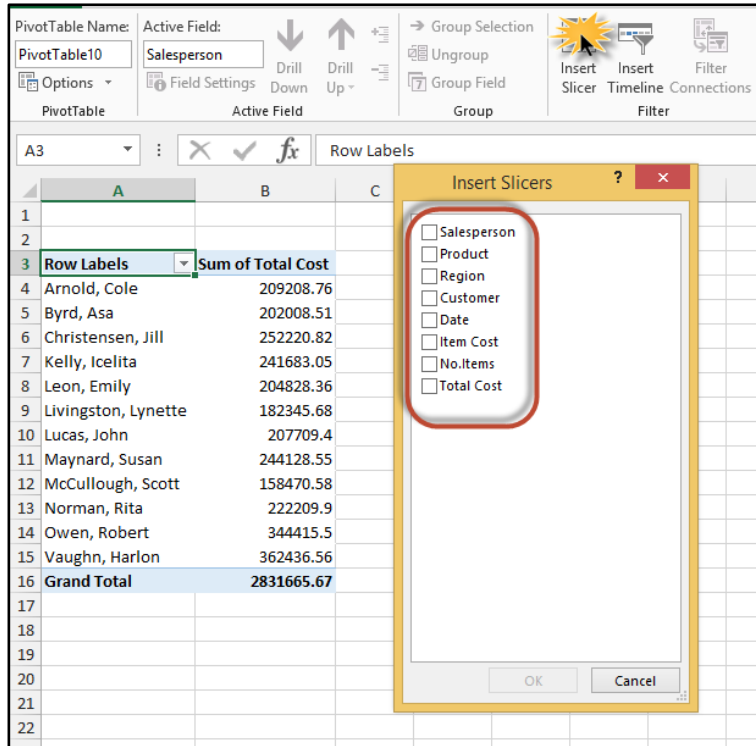 PivotTable Name: Active Field:
PivotTable10 Salesperson
Options Field Settings Drill Down Drill Up
PivotTable Active Field
Group Selection
Ungroup
Group Field
Group
Insert Slicer Insert Timeline Filter Connections
Filter
A3 fx Row Labels
A B C
1
2
3 Row Labels Sum of Total Cost
4 Arnold, Cole 209208.76
5 Byrd, Asa 202008.51
6 Christensen, Jill 252220.82
7 Kelly, Icelita 241683.05
8 Leon, Emily 204828.36
9 Livingston, Lynette 182345.68
10 Lucas, John 207709.4
11 Maynard, Susan 244128.55
12 McCullough, Scott 158470.58
13 Norman, Rita 222209.9
14 Owen, Robert 344415.5
15 Vaughn, Harlon 362436.56
16 Grand Total 2831665.67
17
18
19
20
21
22
Insert Slicers ? ×
Salesperson
Product
Region
Customer
Date
Item Cost
No.Items
Total Cost
OK Cancel